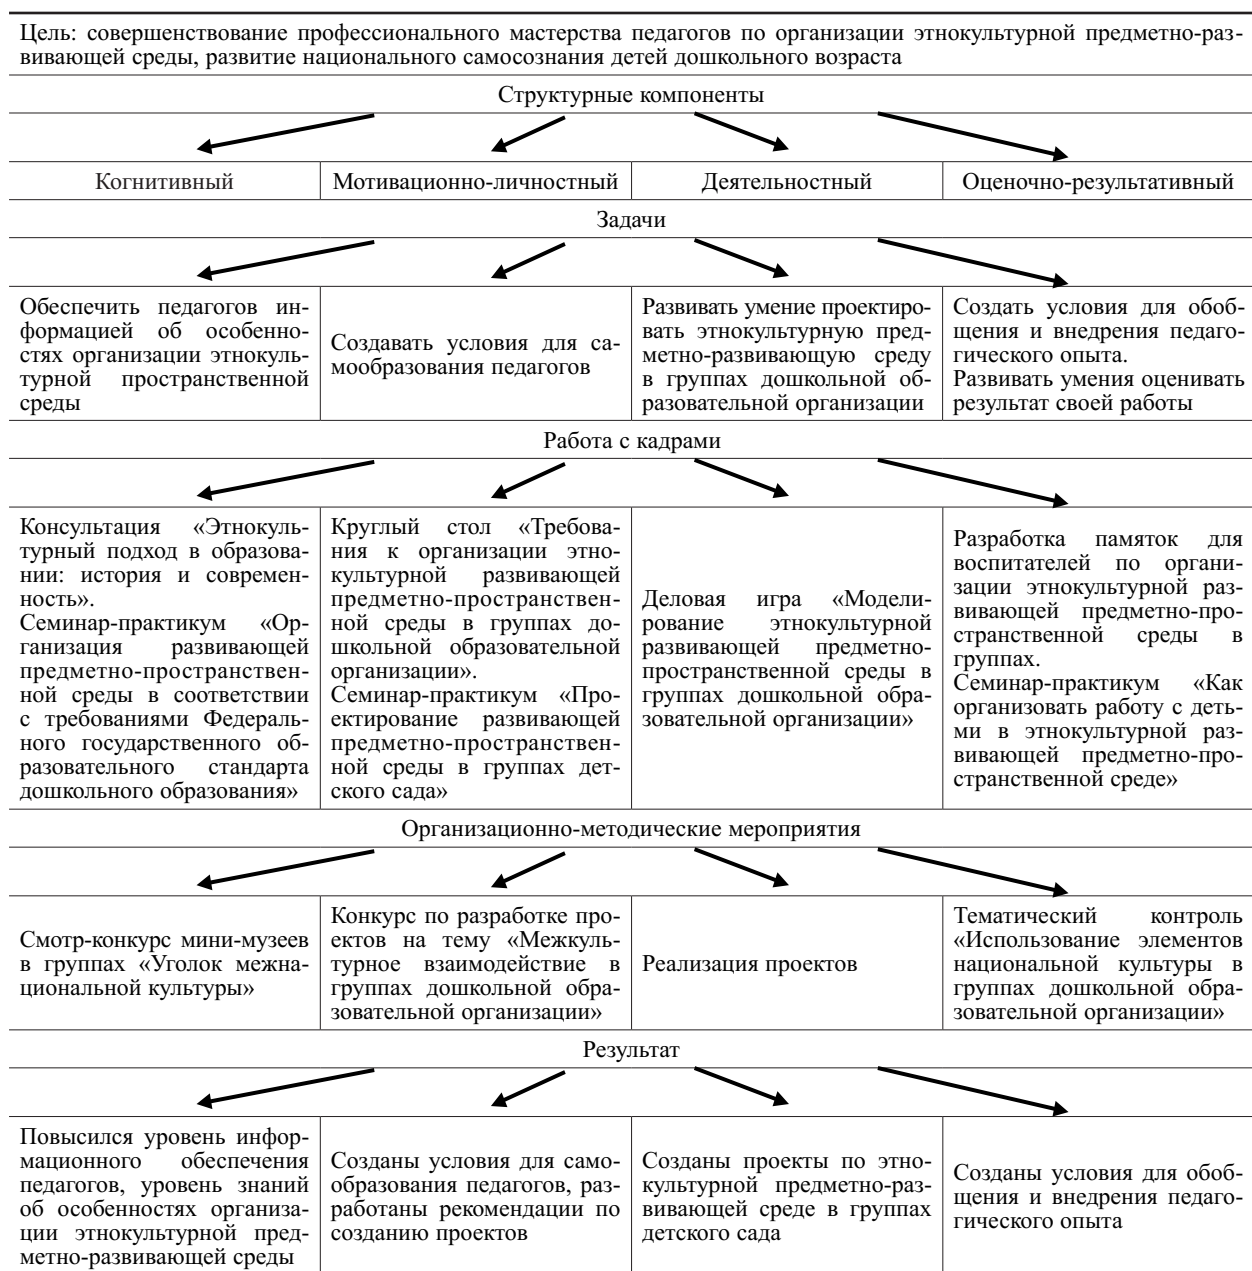 Цель: совершенствование профессионального мастерства педагогов по организации этнокультурной предметно-раз-
вивающей среды, развитие национального самосознания детей дошкольного возраста
Структурные компоненты
Когнитивный
Мотивационно-личностный
Деятельностный
Оценочно-результативный
Задачи
Обеспечить педагогов ин-
формацией об особенно-
стях организации этнокуль-
турной пространственной
среды
Создавать условия для са-
мообразования педагогов
Развивать умение проектиро-
вать этнокультурную пред-
метно-развивающую среду
в группах дошкольной об-
разовательной организации
Создать условия для обоб-
щения и внедрения педаго-
гического опыта.
Развивать умения оценивать
результат своей работы
Работа с кадрами
Консультация «Этнокуль-
турный подход в образова-
нии: история и современ-
ность».
Семинар-практикум «Ор-
ганизация развивающей
предметно-пространствен-
ной среды в соответствии
с требованиями Федераль-
ного государственного об-
разовательного стандарта
дошкольного образования»
Круглый стол «Требова-
ния к организации этно-
культурной развивающей
предметно-пространствен-
ной среды в группах до-
школьной образовательной
организации».
Семинар-практикум «Про-
ектирование развивающей
предметно-пространствен-
ной среды в группах дет-
ского сада»
Деловая игра «Модели-
рование этнокультурной
развивающей предметно-
пространственной среды в
группах дошкольной обра-
зовательной организации»
Разработка памяток для
воспитателей по органи-
зации этнокультурной раз-
вивающей предметно-про-
странственной среды в
группах.
Семинар-практикум «Как
организовать работу с деть-
ми в этнокультурной раз-
вивающей предметно-про-
странственной среде»
Организационно-методические мероприятия
Смотр-конкурс мини-музеев
в группах «Уголок межна-
циональной культуры»
Конкурс по разработке про-
ектов на тему «Межкуль-
турное взаимодействие в
группах дошкольной обра-
зовательной организации»
Реализация проектов
Тематический контроль
«Использование элементов
национальной культуры в
группах дошкольной обра-
зовательной организации»
Результат
Повысился уровень инфор-
мационного обеспечения
педагогов, уровень знаний
об особенностях организа-
ции этнокультурной пред-
метно-развивающей среды
Созданы условия для само-
образования педагогов, раз-
работаны рекомендации по
созданию проектов
Созданы проекты по этно-
культурной предметно-раз-
вивающей среде в группах
детского сада
Созданы условия для обоб-
щения и внедрения педаго-
гического опыта